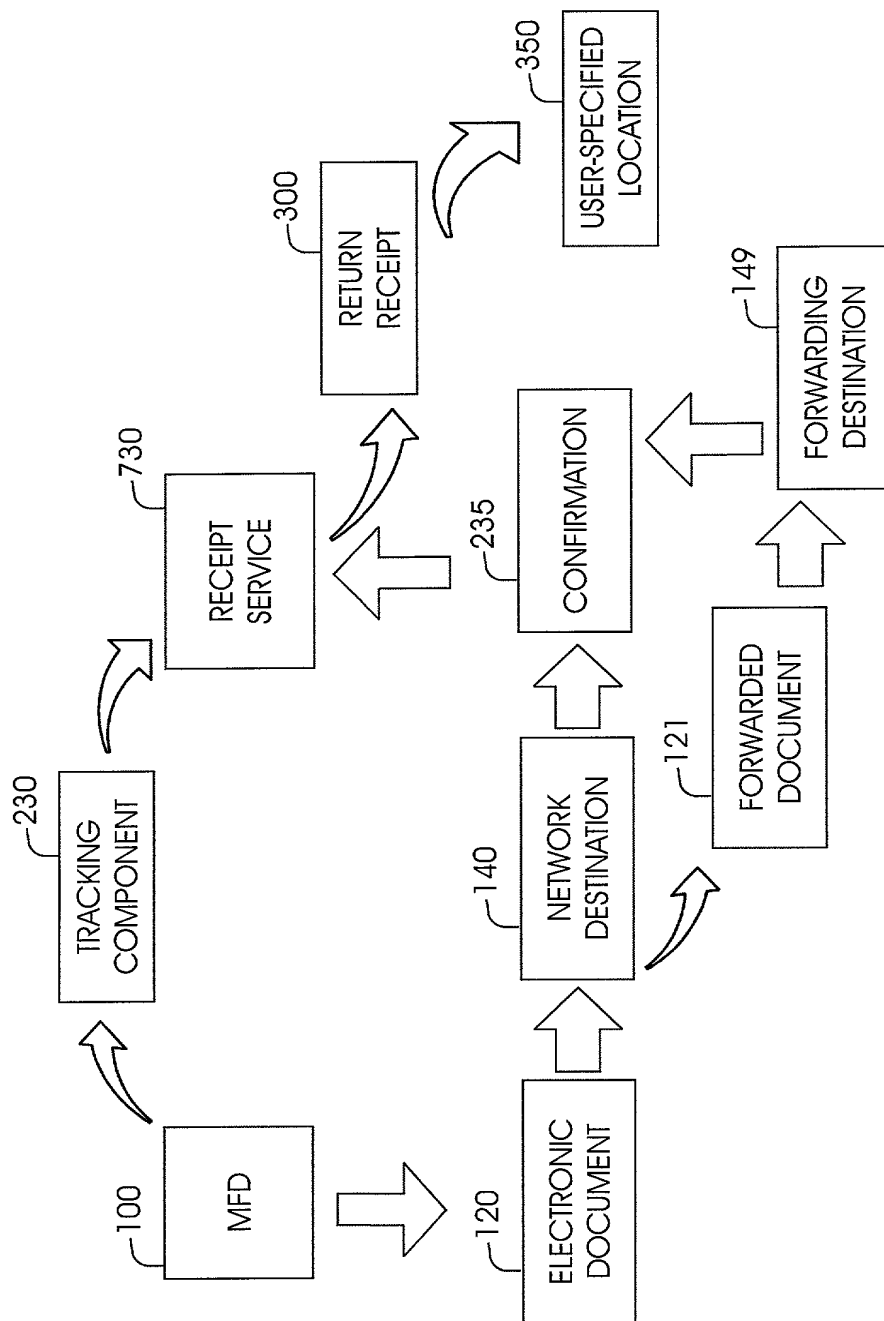 100
MFD
230
TRACKING
COMPONENT
730
RECEIPT
SERVICE
300
RETURN
RECEIPT
350
USER-SPECIFIED
LOCATION
120
ELECTRONIC
DOCUMENT
140
NETWORK
DESTINATION
235
CONFIRMATION
121
FORWARDED
DOCUMENT
149
FORWARDING
DESTINATION